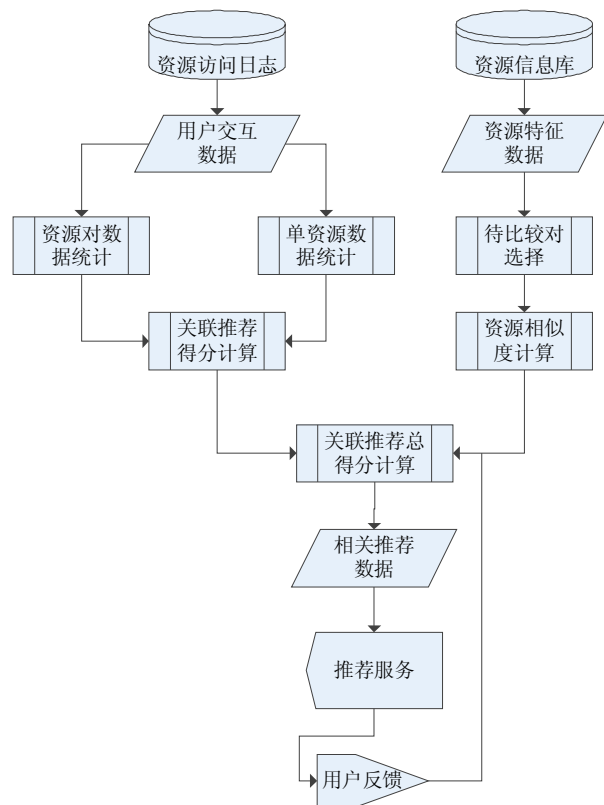 资源访问日志
资源信息库
用户交互
数据
资源特征
数据
资源对数
据统计
单资源数
据统计
待比较对
选择
关联推荐
得分计算
资源相似
度计算
关联推荐总
得分计算
相关推荐
数据
推荐服务
用户反馈